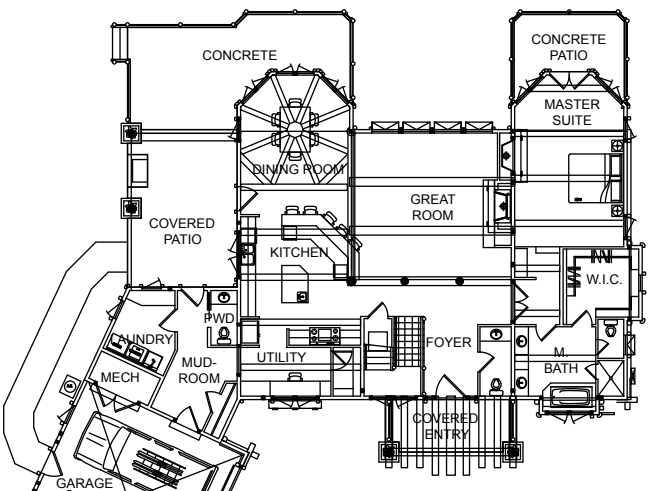 CONCRETE
CONCRETE
PATIO
MASTER
SUITE
DINING ROOM
GREAT
ROOM
COVERED
PATIO
KITCHEN
W.I.C.
PWD
LAUNDRY
FOYER
MUD-
ROOM
UTILITY
M.
BATH
MECH
COVERED
ENTRY
GARAGE